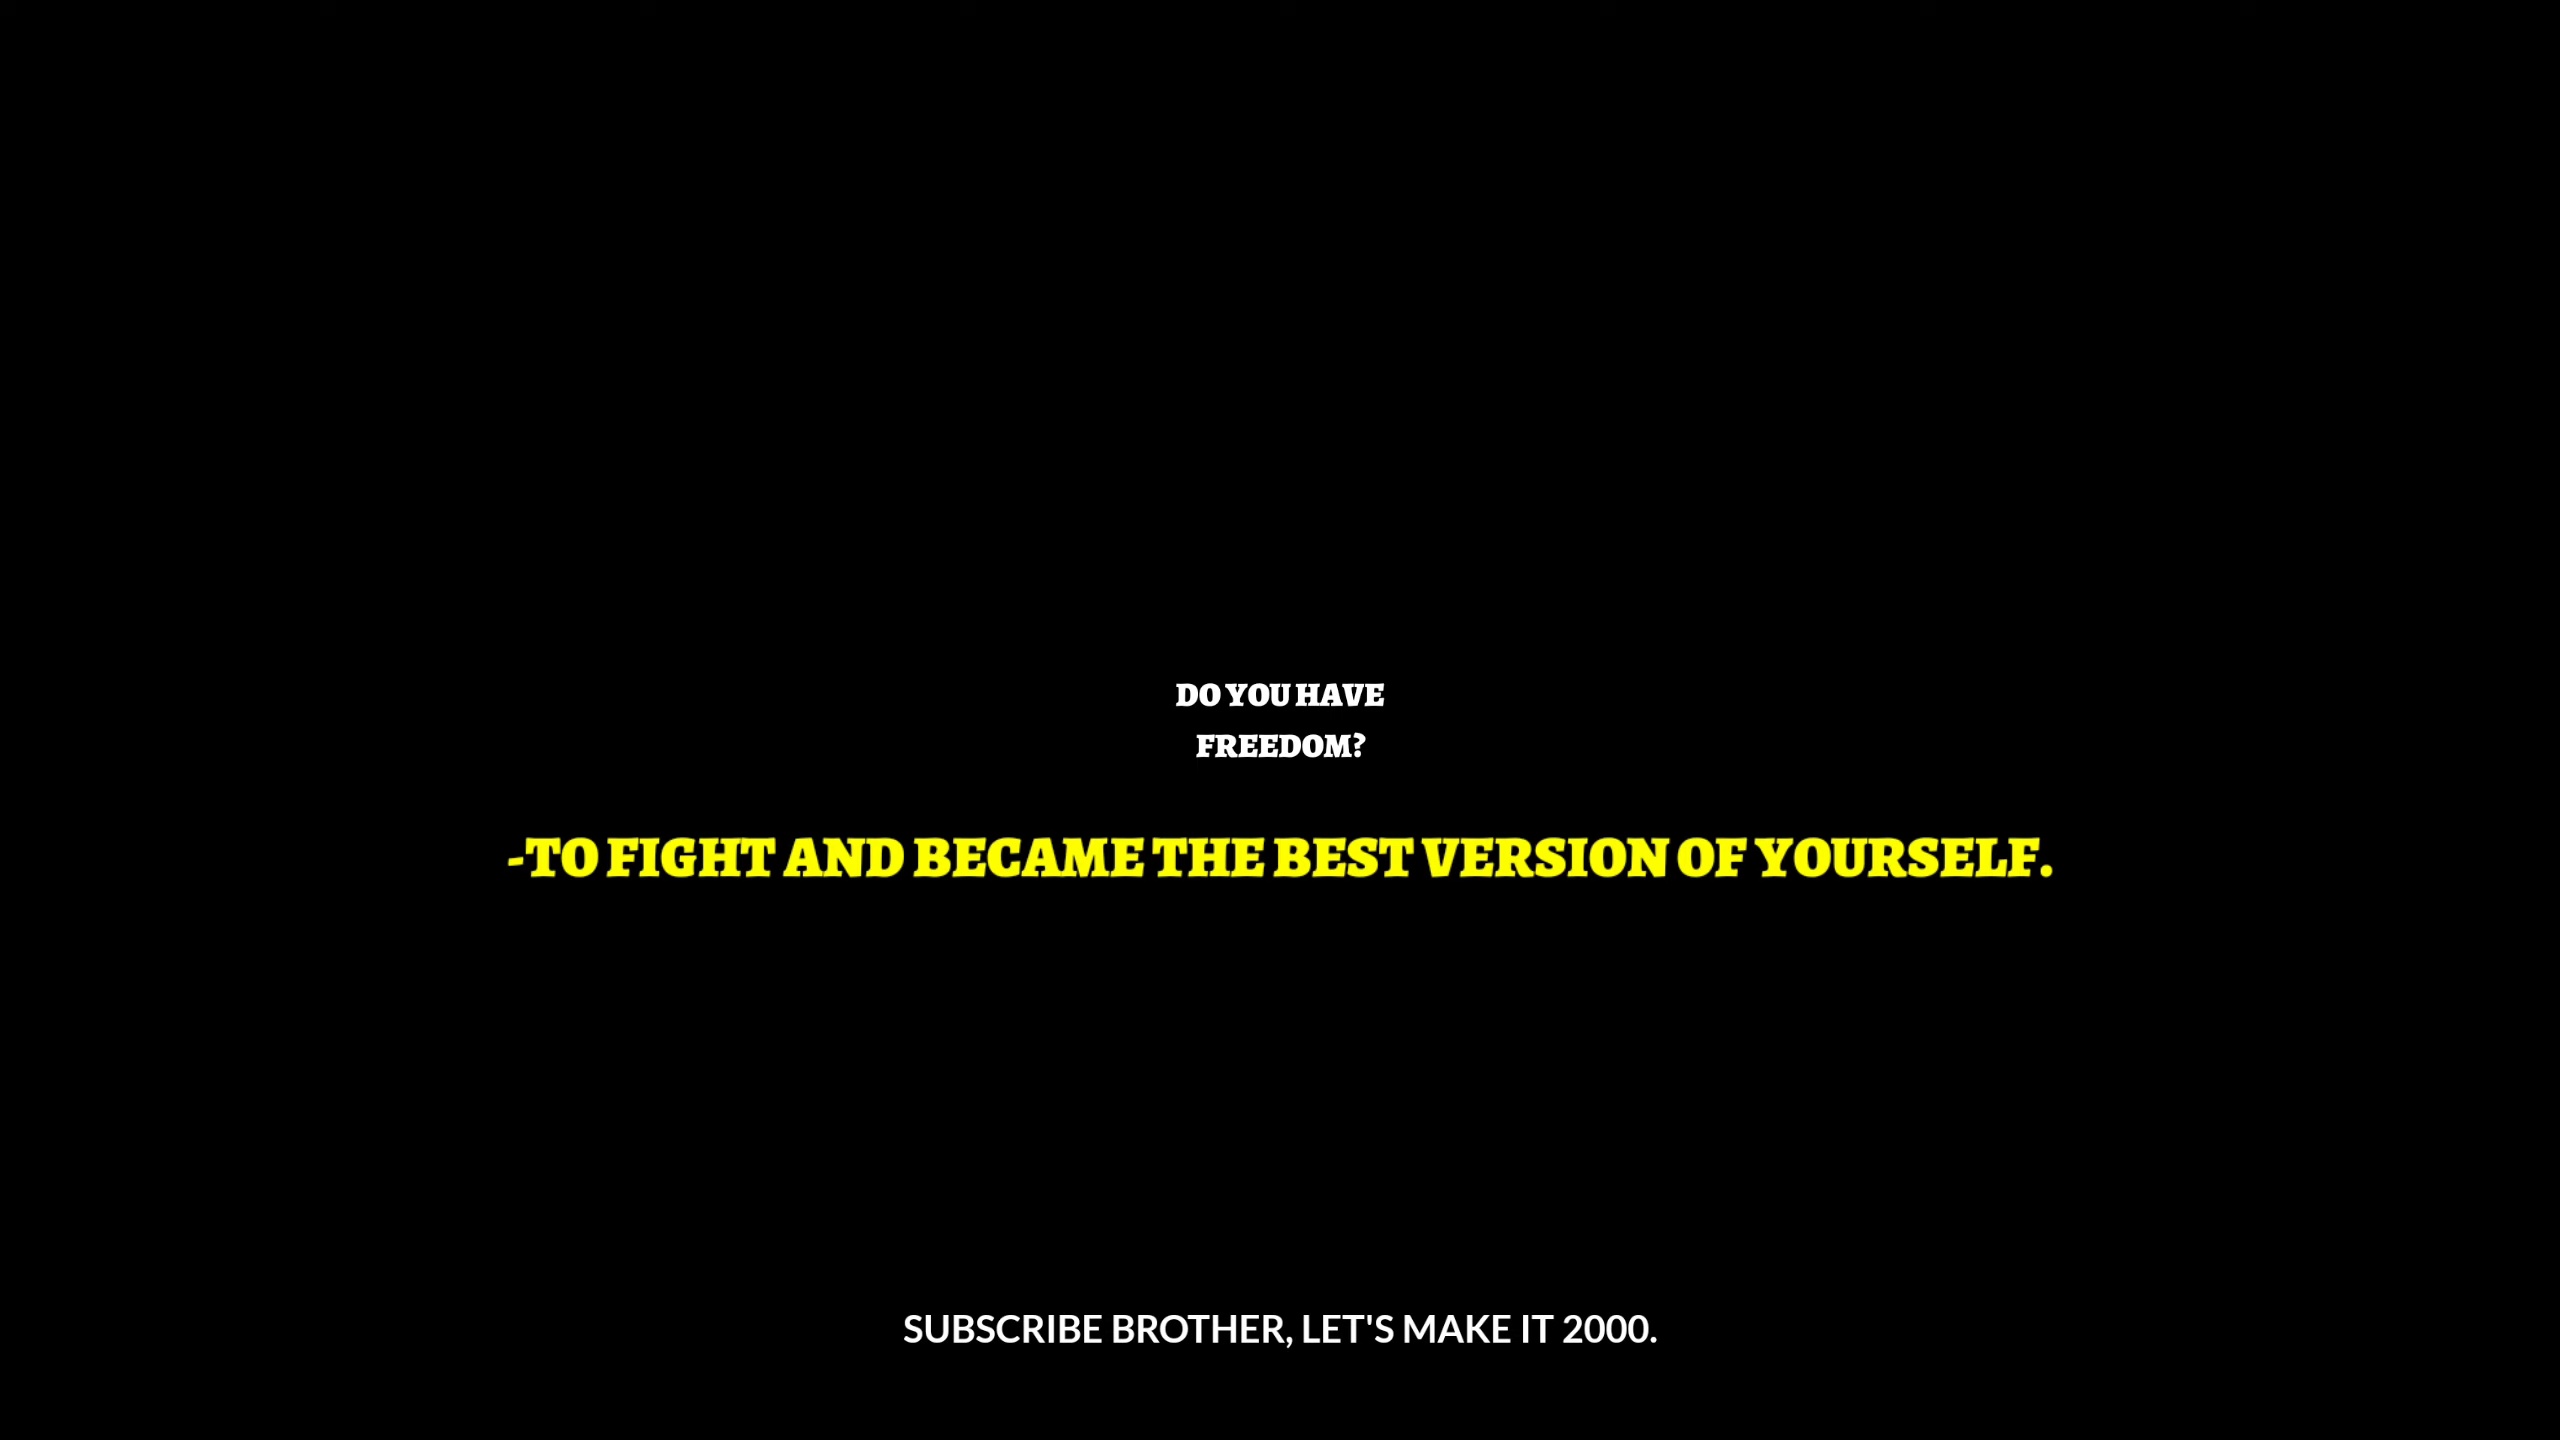 DO YOU HAVE
FREEDOM?
-TO FIGHT AND BECAME THE BEST VERSION OF YOURSELF.
SUBSCRIBE BROTHER, LET'S MAKE IT 2000.